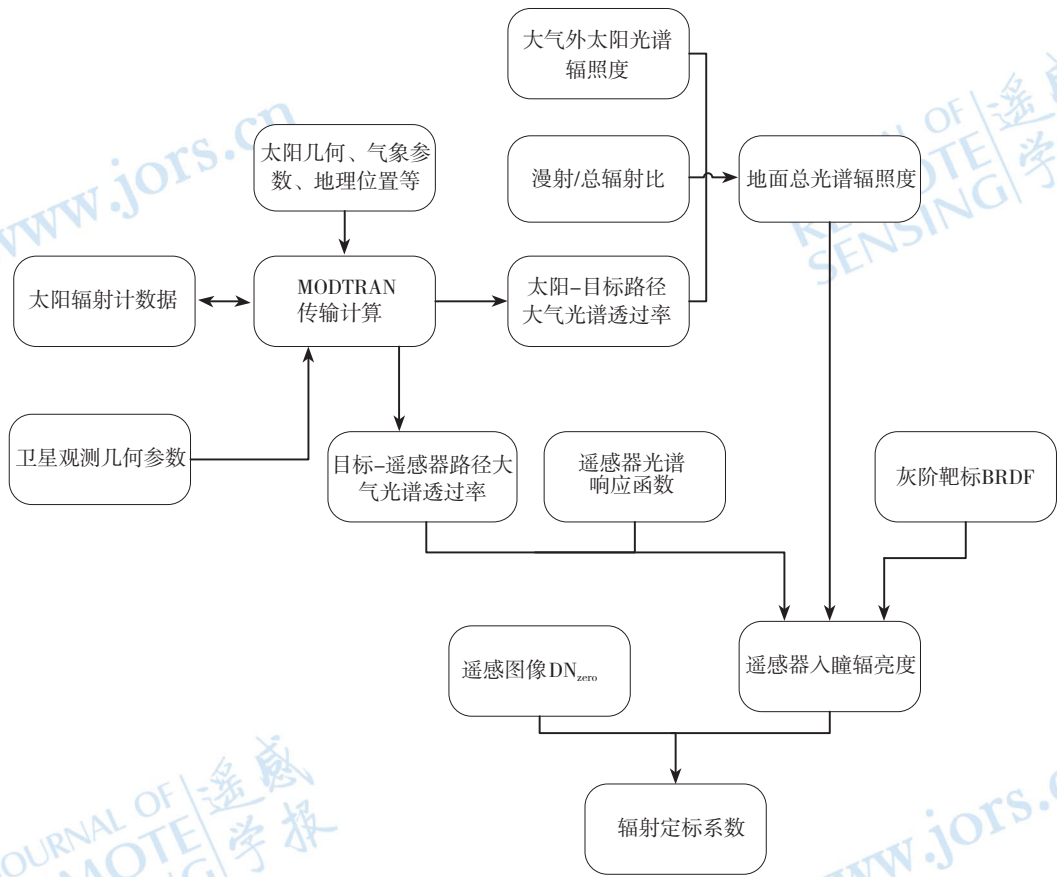 大气外太阳光谱
辐照度
www.jors.cn
太阳几何、气象参
数、地理位置等
漫射/总辐射比
地面总光谱辐照度
OF
SENSING
遥感
学
太阳辐射计数据
MODTRAN
传输计算
太阳–目标路径
大气光谱透过率
卫星观测几何参数
目标–遥感器路径大
气光谱透过率
遥感器光谱
响应函数
灰阶靶标BRDF
遥感图像DNzero
遥感器入瞳辐亮度
辐射定标系数
JOURNAL OF
遥感
学报
www.jors.c